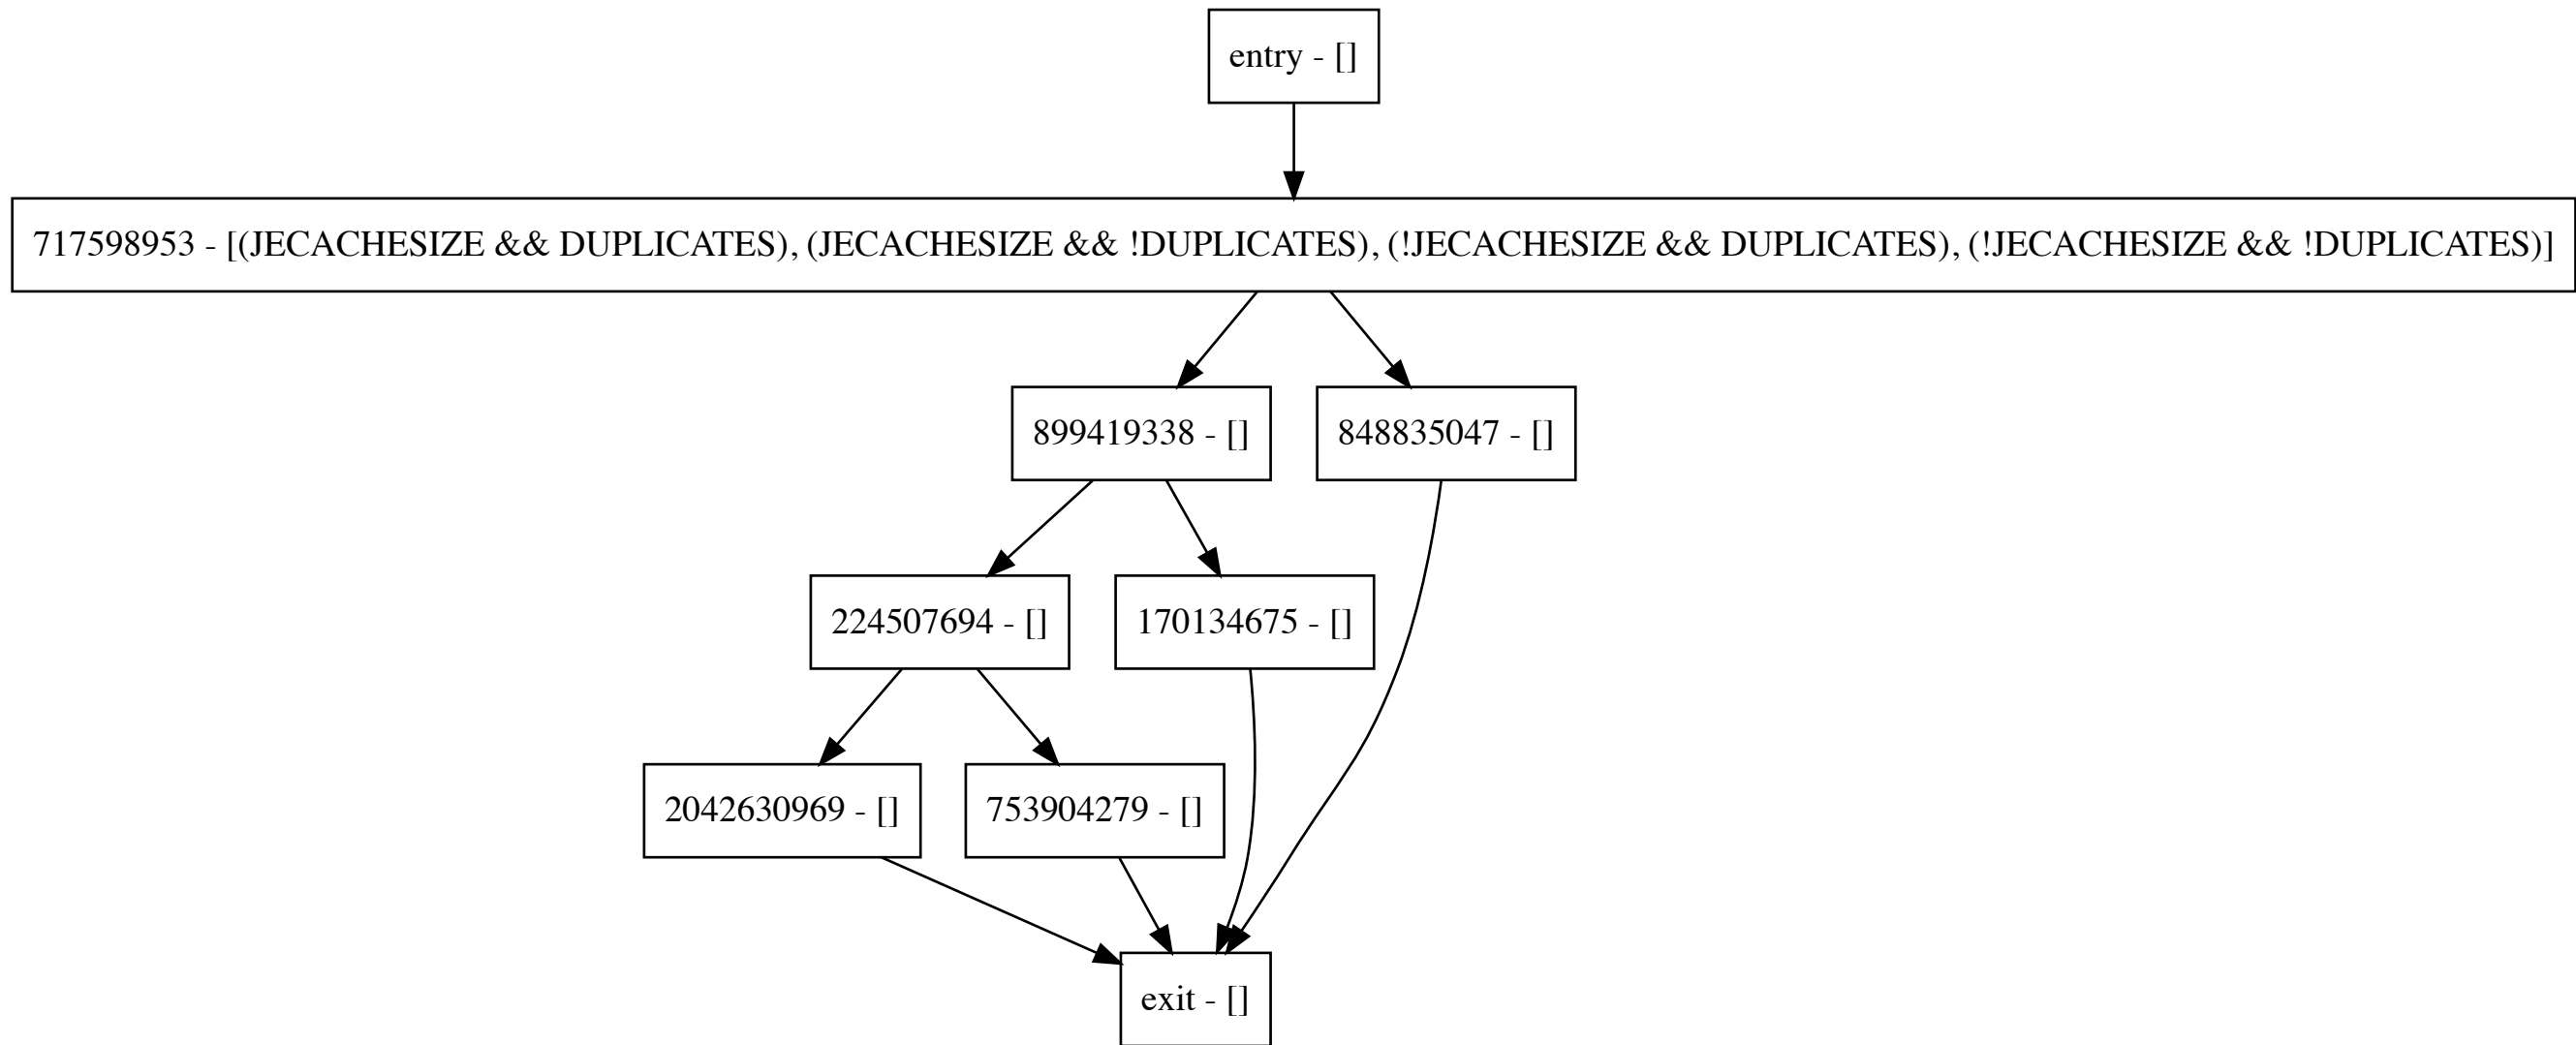 entry - []
717598953 - [(JECACHESIZE && DUPLICATES), (JECACHESIZE && !DUPLICATES), (!JECACHESIZE && DUPLICATES), (!JECACHESIZE && !DUPLICATES)]
899419338 - []
848835047 - []
224507694 - []
170134675 - []
2042630969 - []
753904279 - []
exit - []